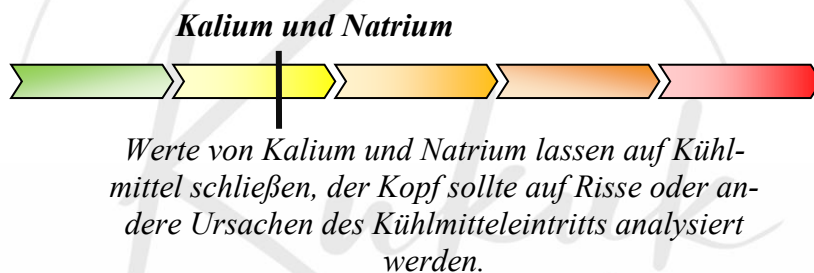 Kalium und Natrium
Werte von Kalium und Natrium lassen auf Kühl-
mittel schließen, der Kopf sollte auf Risse oder an-
dere Ursachen des Kühlmitteleintritts analysiert
werden.